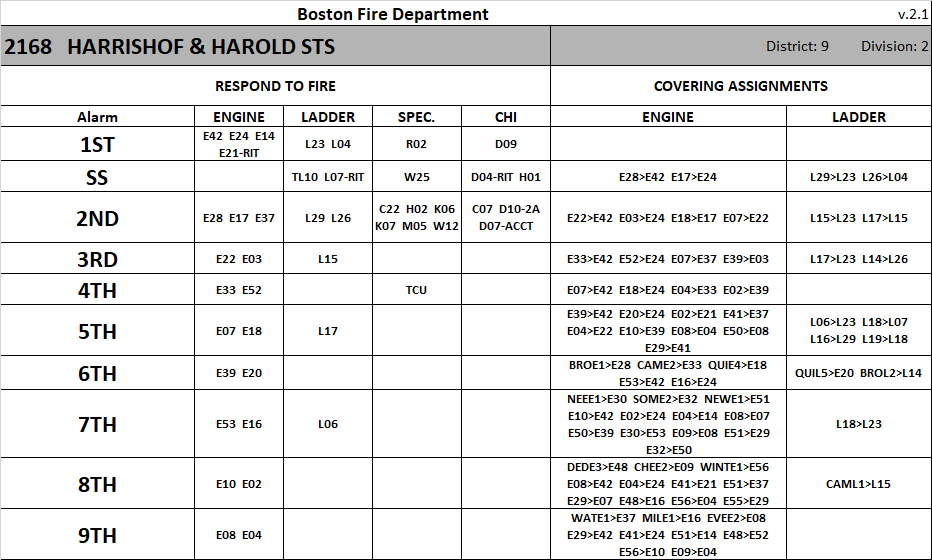 Boston Fire Department v.2.1
2168 HARRISHOF & HAROLD STS District: 9 Division: 2
RESPOND TO FIRE COVERING ASSIGNMENTS
Alarm ENGINE LADDER SPEC. CHI ENGINE LADDER
1ST
E42 E24 E14
E21-RIT
L23 L04
R02
D09
SS
TL10 L07-RIT
W25
D04-RIT H01
E28>E42 E17>E24
L29>L23 L26>L04
2ND
E28 E17 E37
L29 L26
C22 H02 K06
K07 M05 W12
C07 D10-2A
D07-ACCT
E22>E42 E03>E24 E18>E17 E07>E22
L15>L23 L17>L15
3RD
E22 E03
L15
E33>E42 E52>E24 E07>E37 E39>E03
L17>L23 L14>L26
4TH
E33 E52
TCU
E07>E42 E18>E24 E04>E33 E02>E39
5TH
E07 E18
L17
E39>E42 E20>E24 E02>E21 E41>E37
E04>E22 E10>E39 E08>E04 E50>E08
E29>E41
L06>L23 L18>L07
L16>L29 L19>L18
6TH
E39 E20
BROE1>E28 CAME2>E33 QUIE4>E18
E53>E42 E16>E24
QUIL5>E20 BROL2>L14
7TH
E53 E16
L06
NEEE1>E30 SOME2>E32 NEWE1>E51
E10>E42 E02>E24 E04>E14 E08>E07
E50>E39 E30>E53 E09>E08 E51>E29
E32>E50
L18>L23
8TH
E10 E02
DEDE3>E48 CHEE2>E09 WINTE1>E56
E08>E42 E04>E24 E41>E21 E51>E37
E29>E07 E48>E16 E56>E04 E55>E29
CAML1>L15
9TH
E08 E04
WATE1>E37 MILE1>E16 EVEE2>E08
E29>E42 E41>E24 E51>E14 E48>E52
E56>E10 E09>E04